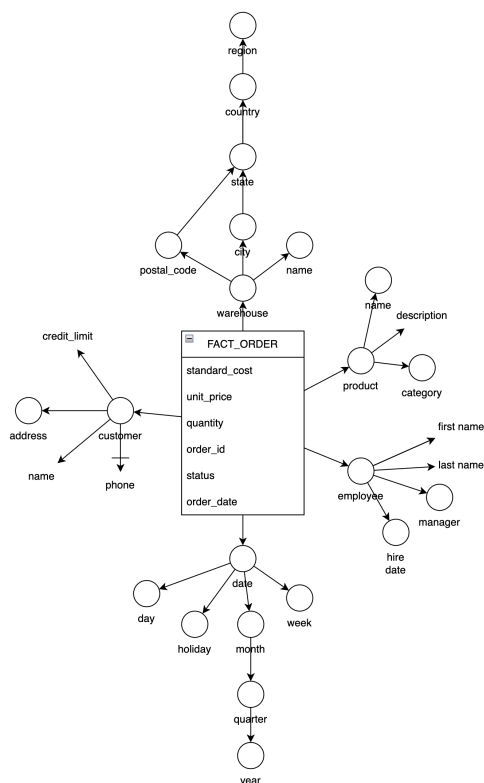 region
country
state
city
postal_code
name
warehouse
FACT_ORDER
standard_cost
unit_price
quantity
order_id
status
order_date
name
description
product
category
credit_limit
address
customer
name
phone
first name
last name
employee
manager
hire
date
date
day
week
holiday
month
quarter
year